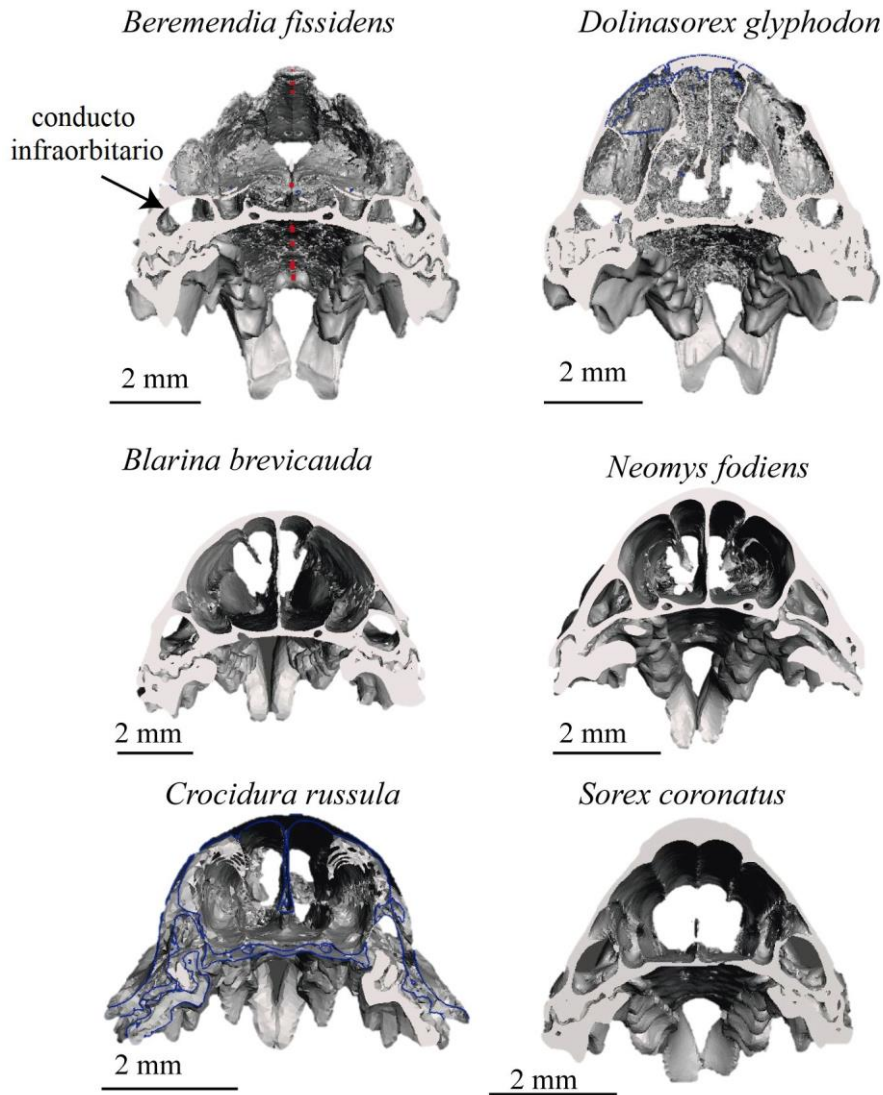 Beremendia fissidens
Dolinasorex glyphodon
conducto
infraorbitario
2 mm
2 mm
Blarina brevicauda
Neomys fodiens
2 mm
2 mm
Crocidura russula
Sorex coronatus
2 mm
2 mm